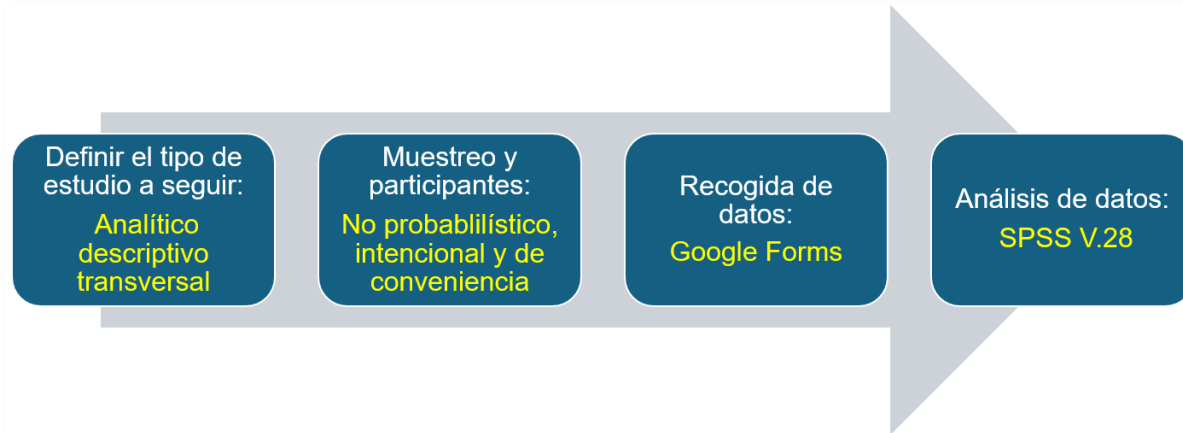 Definir el tipo de
estudio a seguir:
Analítico
descriptivo
transversal
Muestreo y
participantes:
No probablilístico,
intencional y de
conveniencia
Recogida de
datos:
Google Forms
Análisis de datos:
SPSS V.28